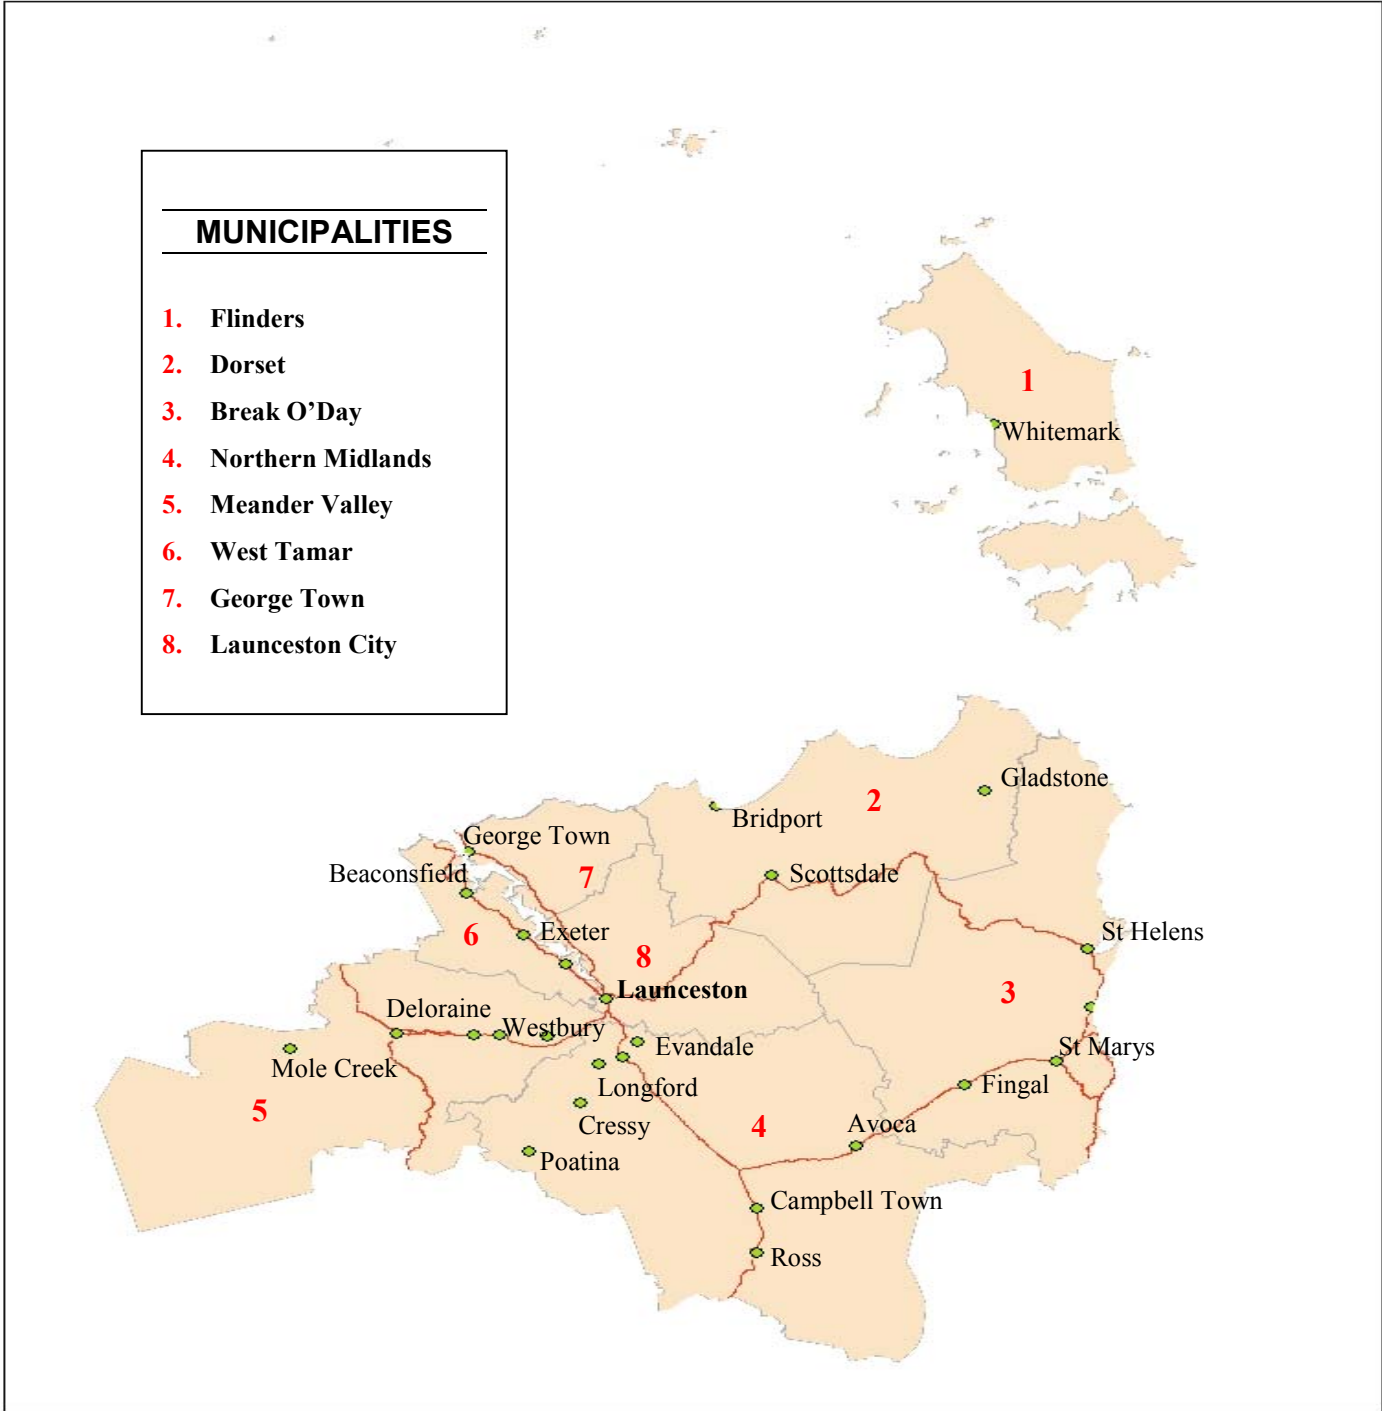 MUNICIPALITIES
1. Flinders
2. Dorset
3. Break O’Day
4. Northern Midlands
5. Meander Valley
6. West Tamar
7. George Town
8. Launceston City
1
Whitemark
Gladstone
2
Bridport
George Town
Beaconsfield
7
Scottsdale
6
Exeter
St Helens
8
Launceston
3
Deloraine
Westbury
Evandale
St Marys
Mole Creek
Longford
Fingal
5
Cressy
4
Avoca
Poatina
Campbell Town
Ross